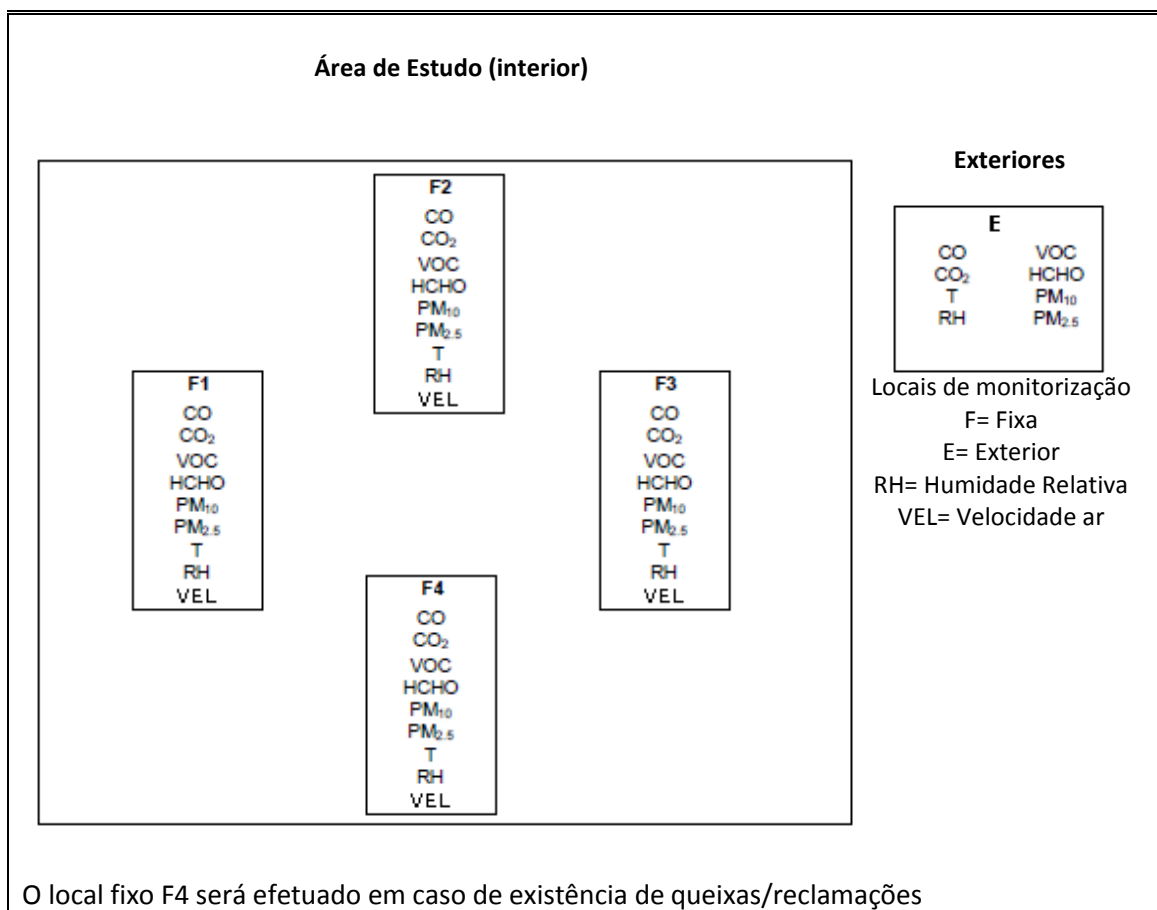 Área de Estudo (interior)
Exteriores
F2
CO
CO₂
VOC
HCHO
PM₁₀
PM₂.₅
T
RH
VEL
E
CO VOC
CO₂ HCHO
T PM₁₀
RH PM₂.₅
F1
CO
CO₂
VOC
HCHO
PM₁₀
PM₂.₅
T
RH
VEL
F3
CO
CO₂
VOC
HCHO
PM₁₀
PM₂.₅
T
RH
VEL
Locais de monitorização
F= Fixa
E= Exterior
RH= Humidade Relativa
VEL= Velocidade ar
F4
CO
CO₂
VOC
HCHO
PM₁₀
PM₂.₅
T
RH
VEL
O local fixo F4 será efetuado em caso de existência de queixas/reclamações